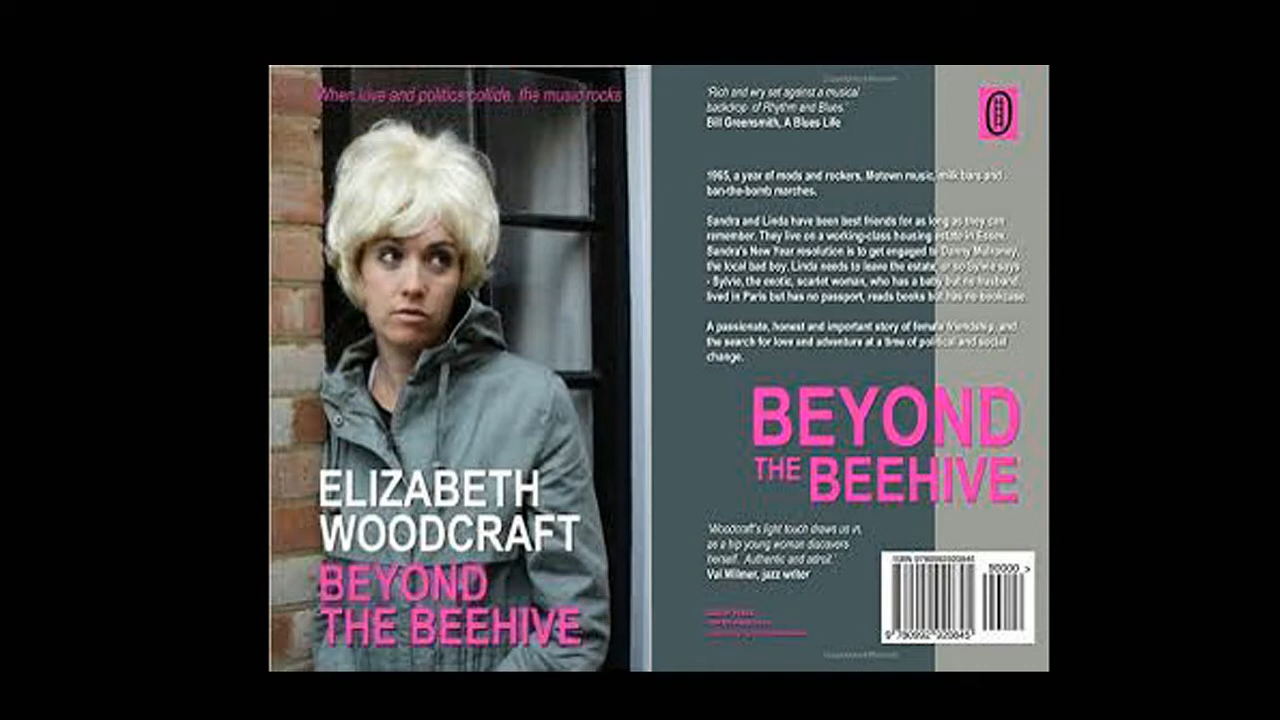 When love and politics collide, the music rocks
ELIZABETH
WOODCRAFT
BEYOND
THE BEEHIVE
'Rich and wry set against a musical
backdrop of Rhythm and Blues.'
Bill Greensmith, A Blues Life
1965, a year of mods and rockers, Motown music, milk bars and
ban-the-bomb marches.
Sandra and Linda have been best friends for as long as they can
remember. They live on a working-class housing estate in Essex.
Sandra's New Year resolution is to get engaged to Danny Mulroney,
the local bad boy. Linda needs to leave the estate, or so Sylvie says
- Sylvie, the exotic, scarlet woman, who has a baby but no husband,
lived in Paris but has no passport, reads books but has no bookcase.
A passionate, honest and important story of female friendship, and
the search for love and adventure at a time of political and social
change.
BEYOND
THE BEEHIVE
'Woodcraft's light touch draws us in,
as a hip young woman discovers
herself. Authentic and astute.'
Val Wilmer, jazz writer
ISBN 9780992920845
90000 >
9 780992 920845